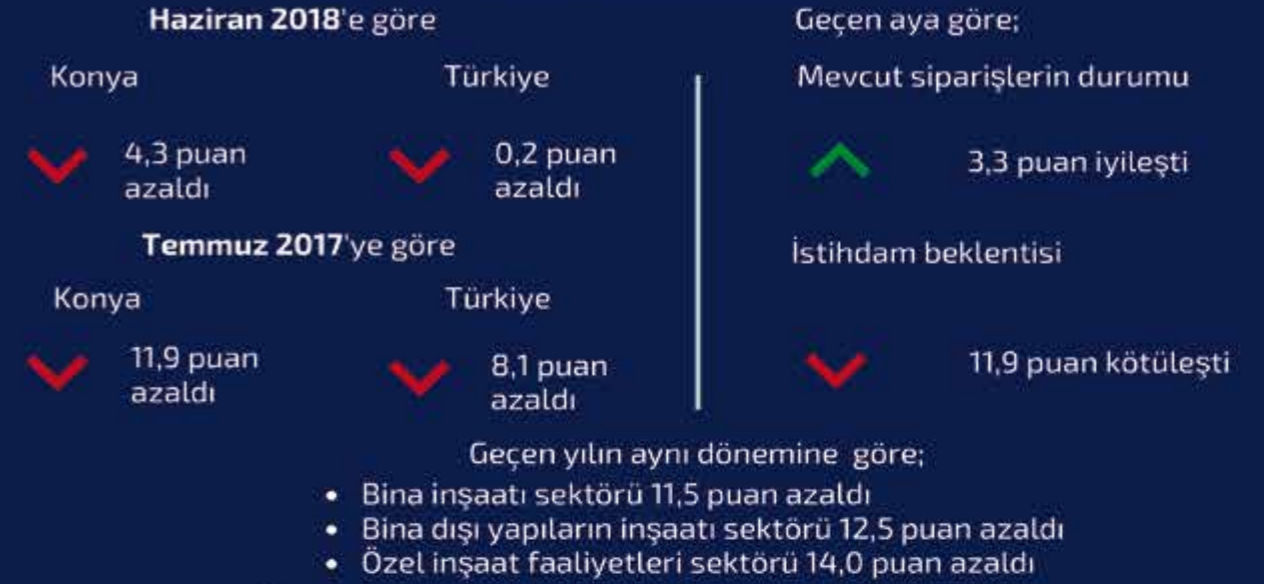 Haziran 2018'e göre
Konya
Türkiye
4,3 puan
azaldı
0,2 puan
azaldı
Temmuz 2017'ye göre
Konya
Türkiye
11,9 puan
azaldı
8,1 puan
azaldı
Geçen aya göre;
Mevcut siparişlerin durumu
3,3 puan iyileşti
İstihdam beklentisi
11,9 puan kötüleşti
Geçen yılın aynı dönemine göre;
• Bina inşaatı sektörü 11,5 puan azaldı
• Bina dışı yapıların inşaatı sektörü 12,5 puan azaldı
• Özel inşaat faaliyetleri sektörü 14,0 puan azaldı